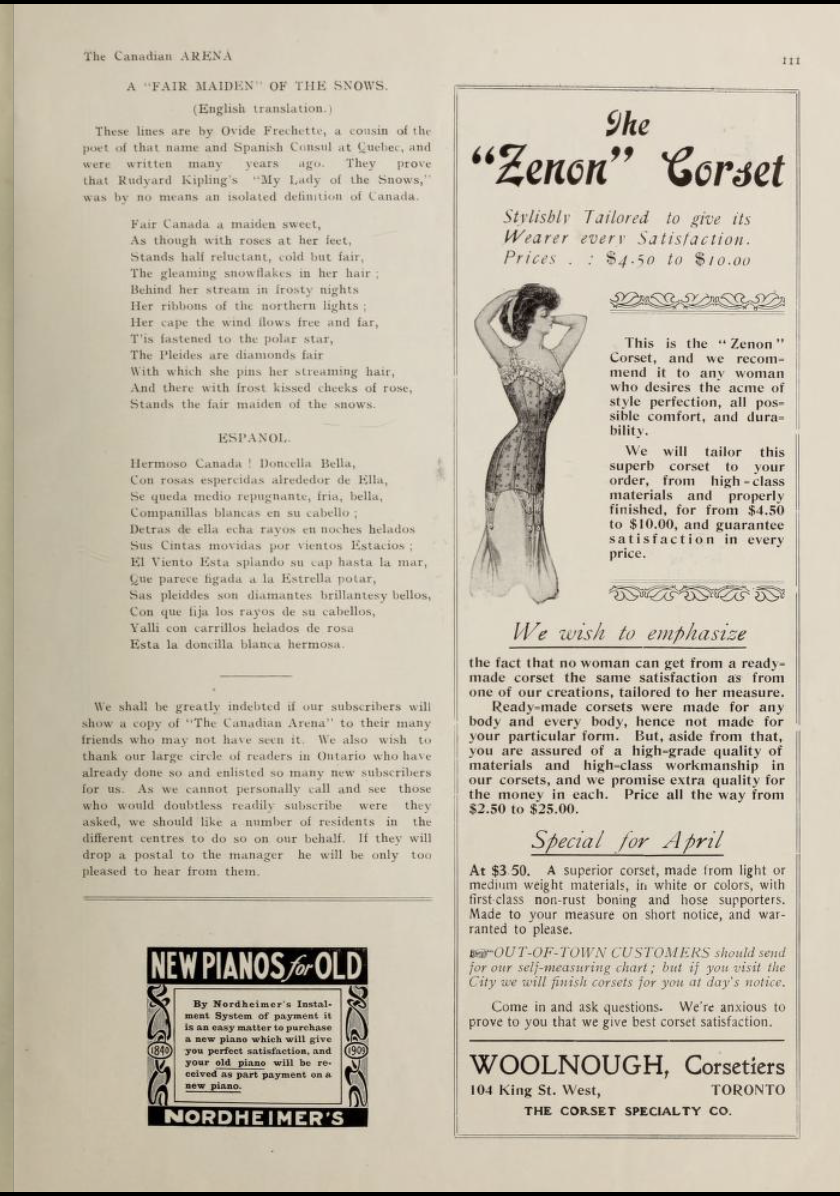 The Canadian ARENA
111
A "FAIR MAIDEN" OF THE SNOWS.
(English translation.)
These lines are by Ovide Frechette, a cousin of the
poet of that name and Spanish Consul at Quebec, and
were written many years ago. They prove
that Rudyard Kipling's "My Lady of the Snows,"
was by no means an isolated definition of Canada.
Fair Canada a maiden sweet,
As though with roses at her feet,
Stands half reluctant, cold but fair,
The gleaming snowflakes in her hair ;
Behind her stream in frosty nights
Her ribbons of the northern lights ;
Her cape the wind flows free and far,
T'is fastened to the polar star,
The Pleides are diamonds fair
With which she pins her streaming hair,
And there with frost kissed cheeks of rose,
Stands the fair maiden of the snows.
ESPANOL.
Hermoso Canada ! Doncella Bella,
Con rosas espercidas alrededor de Ella,
Se queda medio repugnante, fria, bella,
Companillas blancas en su cabello ;
Detras de ella echa rayos en noches helados
Sus Cintas movidas por vientos Estacios ;
El Viento Esta splando su cap hasta la mar,
Que parece figada a la Estrella potar,
Sas pleiddes son diamantes brillantesy bellos,
Con que fija los rayos de su cabellos,
Yalli con carrillos helados de rosa
Esta la doncilla blanca hermosa.
We shall be greatly indebted if our subscribers will
show a copy of "The Canadian Arena" to their many
friends who may not have seen it. We also wish to
thank our large circle of readers in Ontario who have
already done so and enlisted so many new subscribers
for us. As we cannot personally call and see those
who would doubtless readily subscribe were they
asked, we should like a number of residents in the
different centres to do so on our behalf. If they will
drop a postal to the manager he will be only too
pleased to hear from them.
NEW PIANOS for OLD
By Nordheimer's Instal-
ment System of payment it
is an easy matter to purchase
a new piano which will give
you perfect satisfaction, and
your old piano will be re-
ceived as part payment on a
new piano.
1840
1909
NORDHEIMER'S
The
"Zenon" Corset
Stylishly Tailored to give its
Wearer every Satisfaction.
Prices . : $4.50 to $10.00
This is the "Zenon"
Corset, and we recom-
mend it to any woman
who desires the acme of
style perfection, all pos-
sible comfort, and dura-
bility.
We will tailor this
superb corset to your
order, from high-class
materials and properly
finished, for from $4.50
to $10.00, and guarantee
satisfaction in every
price.
We wish to emphasize
the fact that no woman can get from a ready-
made corset the same satisfaction as from
one of our creations, tailored to her measure.
Ready-made corsets were made for any
body and every body, hence not made for
your particular form. But, aside from that,
you are assured of a high-grade quality of
materials and high-class workmanship in
our corsets, and we promise extra quality for
the money in each. Price all the way from
$2.50 to $25.00.
Special for April
At $3 50. A superior corset, made from light or
medium weight materials, in white or colors, with
first-class non-rust boning and hose supporters.
Made to your measure on short notice, and war-
ranted to please.
☞OUT-OF-TOWN CUSTOMERS should send
for our self-measuring chart ; but if you visit the
City we will finish corsets for you at day's notice.
Come in and ask questions. We're anxious to
prove to you that we give best corset satisfaction.
WOOLNOUGH, Corsetiers
104 King St. West, TORONTO
THE CORSET SPECIALTY CO.